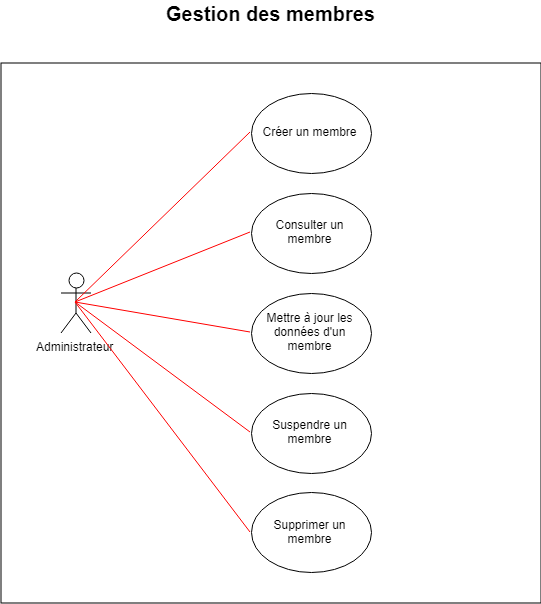 Gestion des membres
Créer un membre
Consulter un
membre
Mettre à jour les
données d'un
membre
Administrateur
Suspendre un
membre
Supprimer un
membre